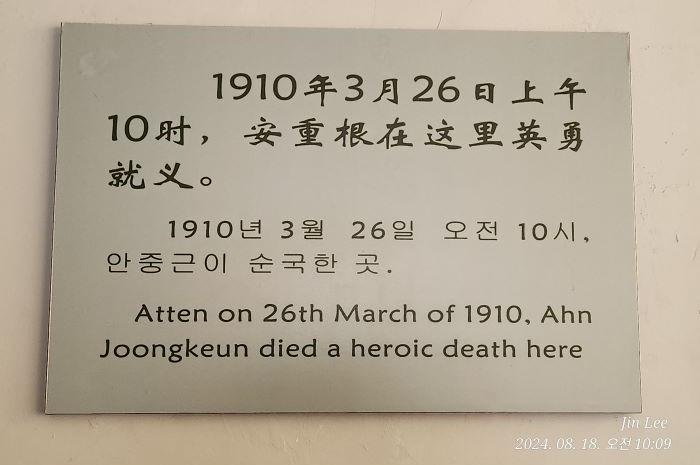 1910年3月26日上午
10时，安重根在这里英勇
就义。
1910년 3월 26일 오전 10시,
안중근이 순국한 곳.
Atten on 26th March of 1910, Ahn
Joongkeun died a heroic death here
Jin Lee
2024. 08. 18. 오전 10:09